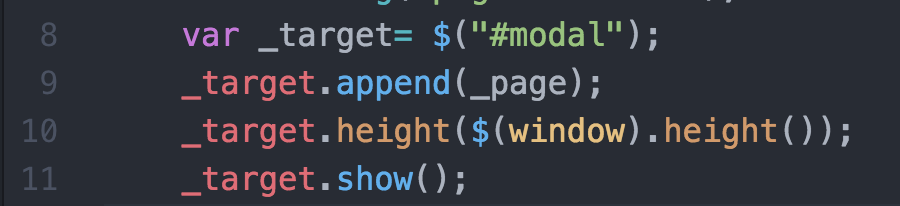 8 var _target= $("#modal");
9 _target.append(_page);
10 _target.height($(window).height());
11 _target.show();